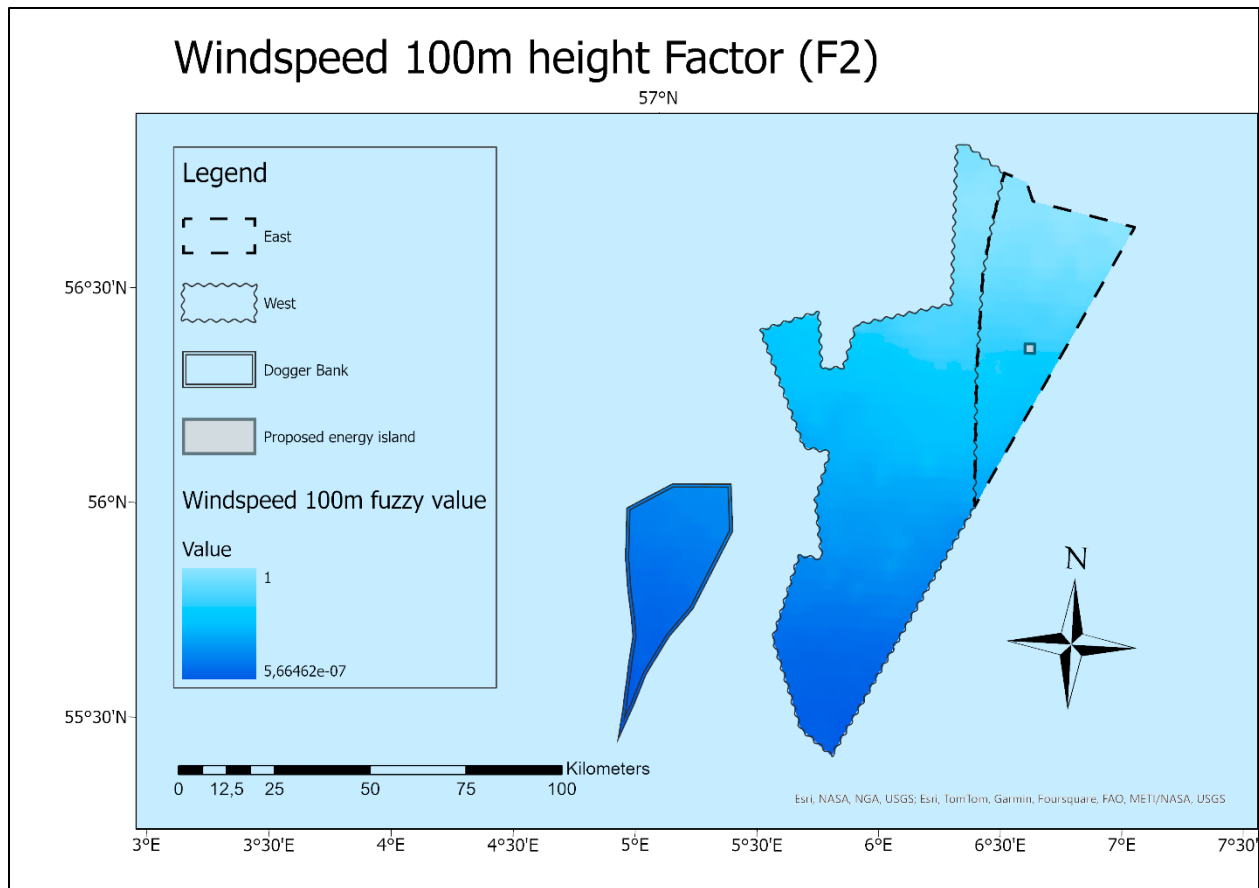 Windspeed 100m height Factor (F2)
57°N
Legend
East
West
Dogger Bank
Proposed energy island
Windspeed 100m fuzzy value
Value
1
5,66462e-07
56°30'N
56°N
55°30'N
N
Kilometers
0 12,5 25 50 75 100
Esri, NASA, NGA, USGS; Esri, TomTom, Garmin, Foursquare, FAO, METI/NASA, USGS
3°E 3°30'E 4°E 4°30'E 5°E 5°30'E 6°E 6°30'E 7°E 7°30'E